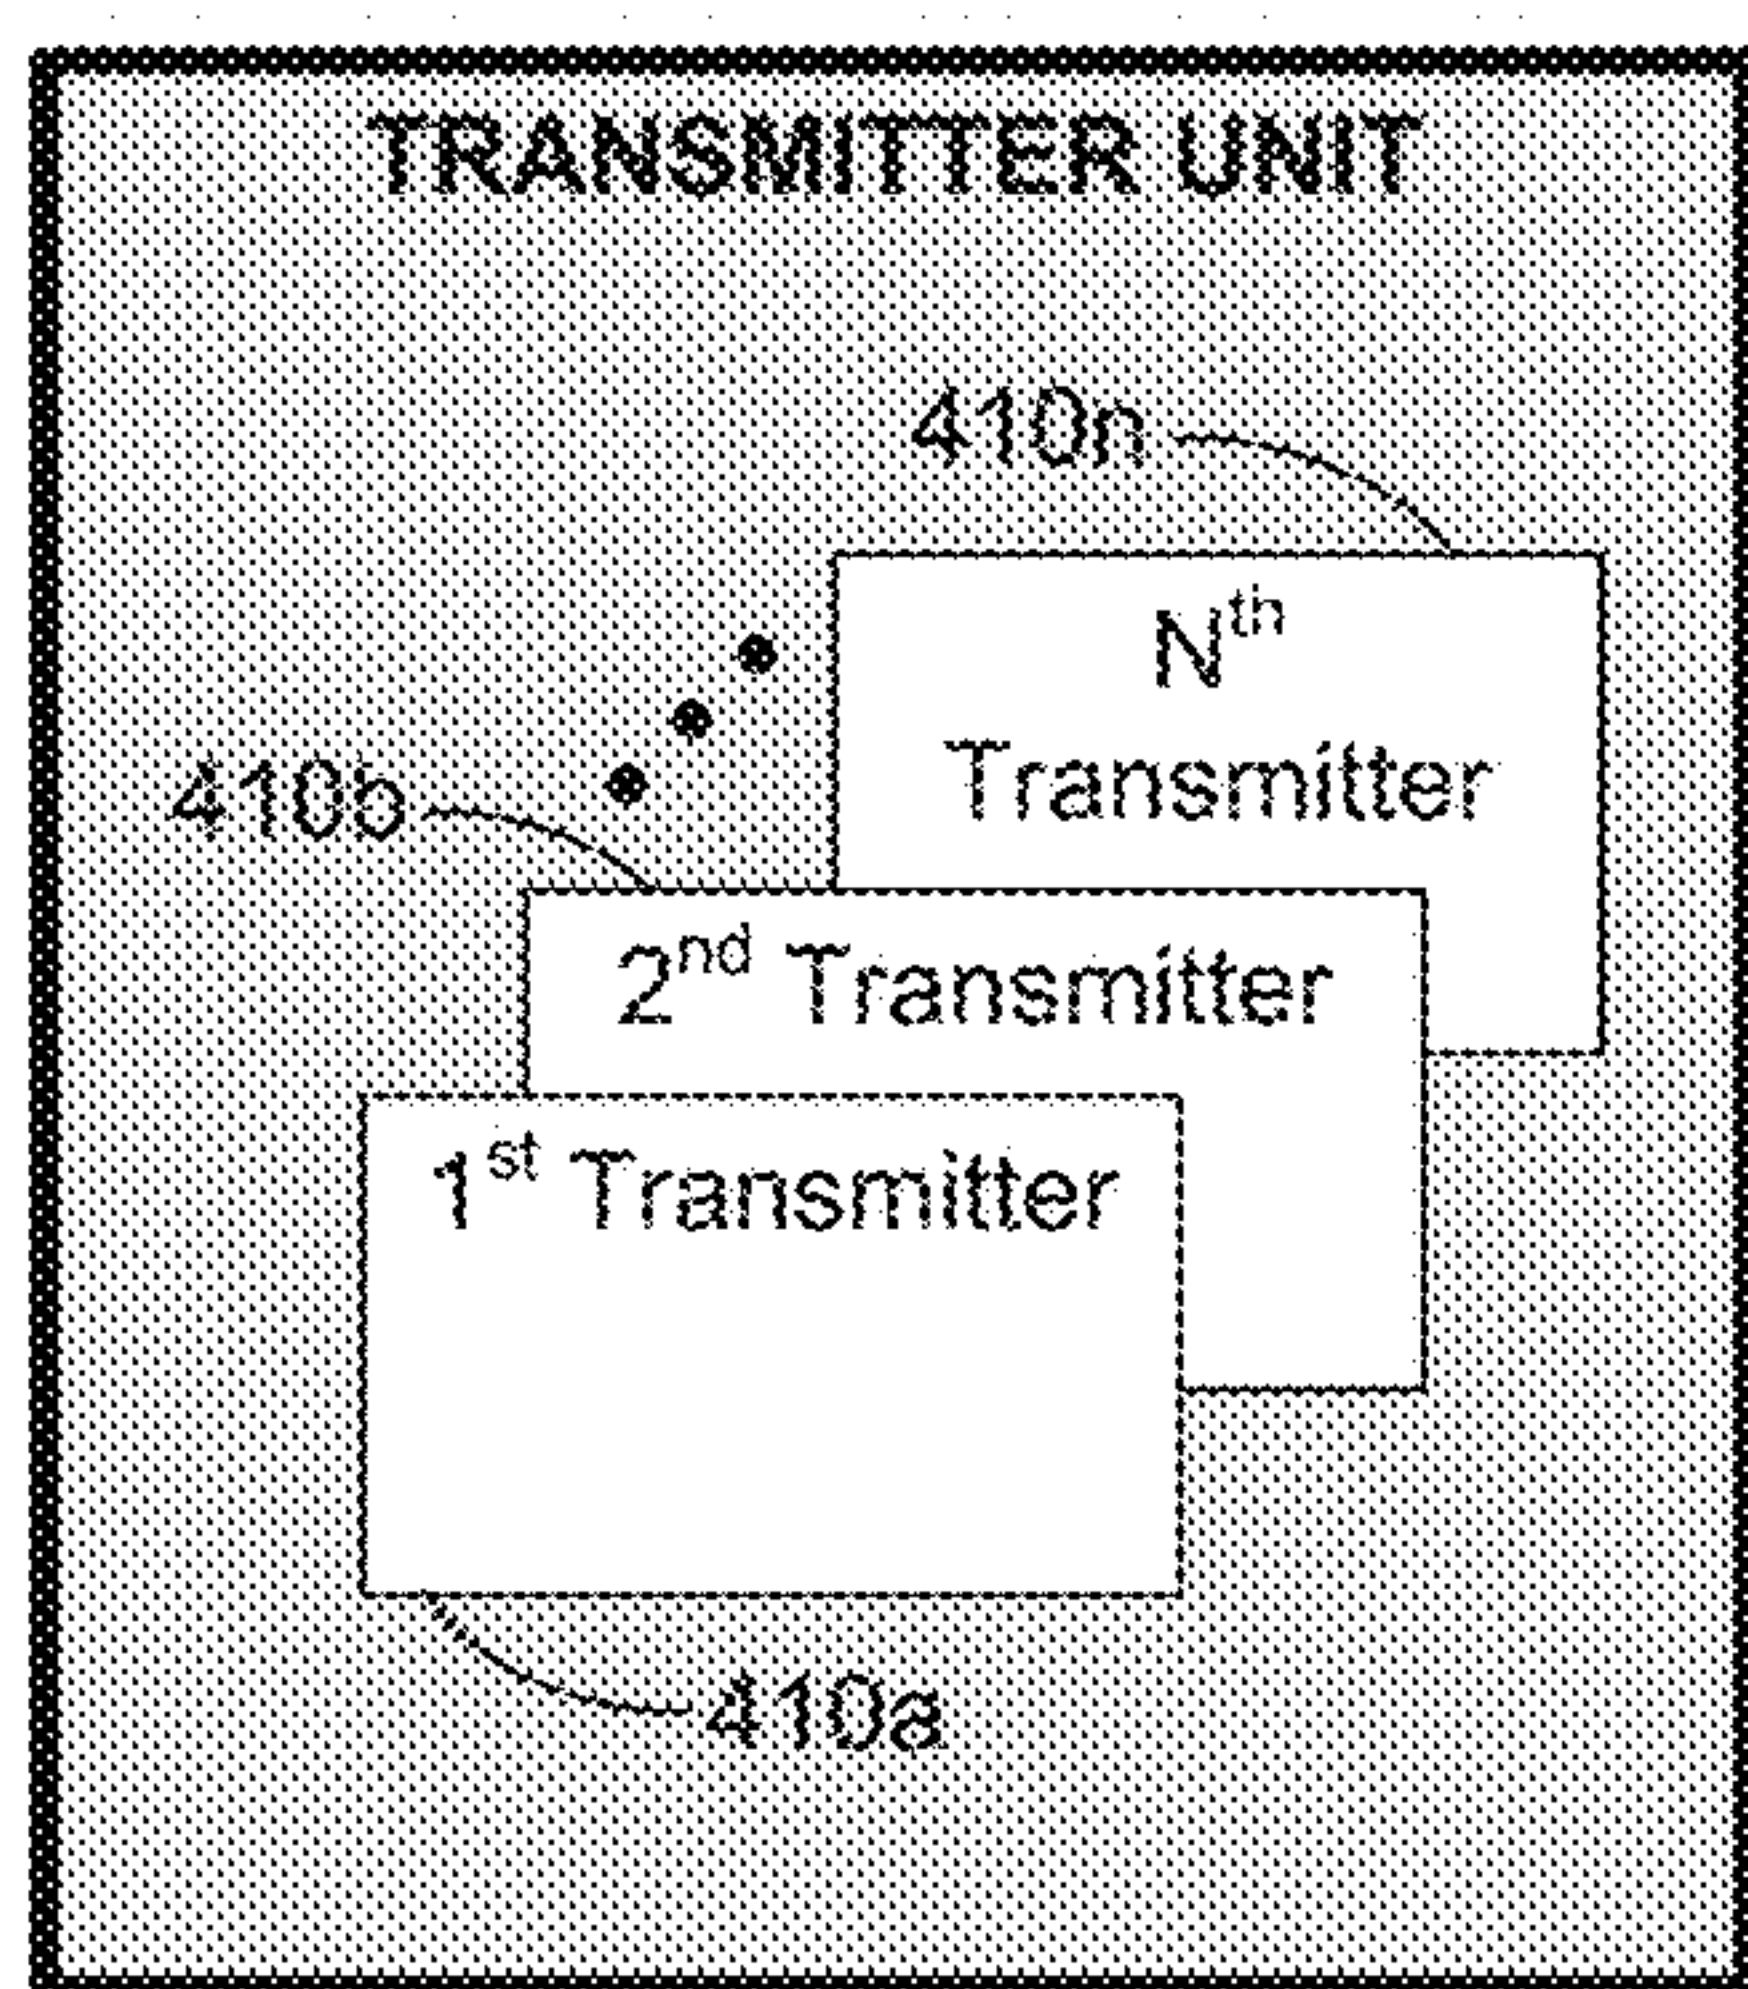 TRANSMITTER UNIT
410n
Nth
Transmitter
410b
2nd Transmitter
1st Transmitter
410a